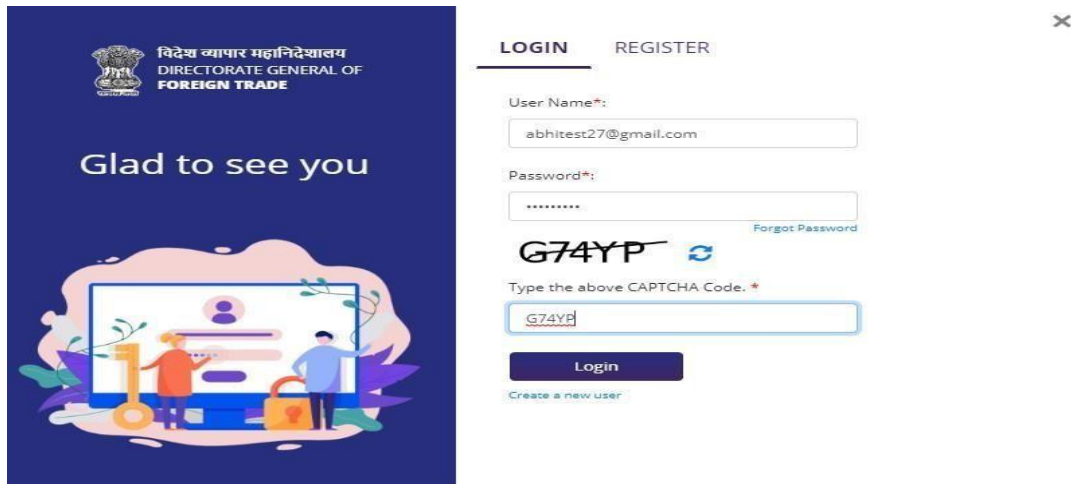 विदेश व्यापार महानिदेशालय
DIRECTORATE GENERAL OF
FOREIGN TRADE
Glad to see you
LOGIN REGISTER
User Name*:
abhitest27@gmail.com
Password*:
•••••••••
Forgot Password
G74YP
Type the above CAPTCHA Code. *
G74YP
Login
Create a new user